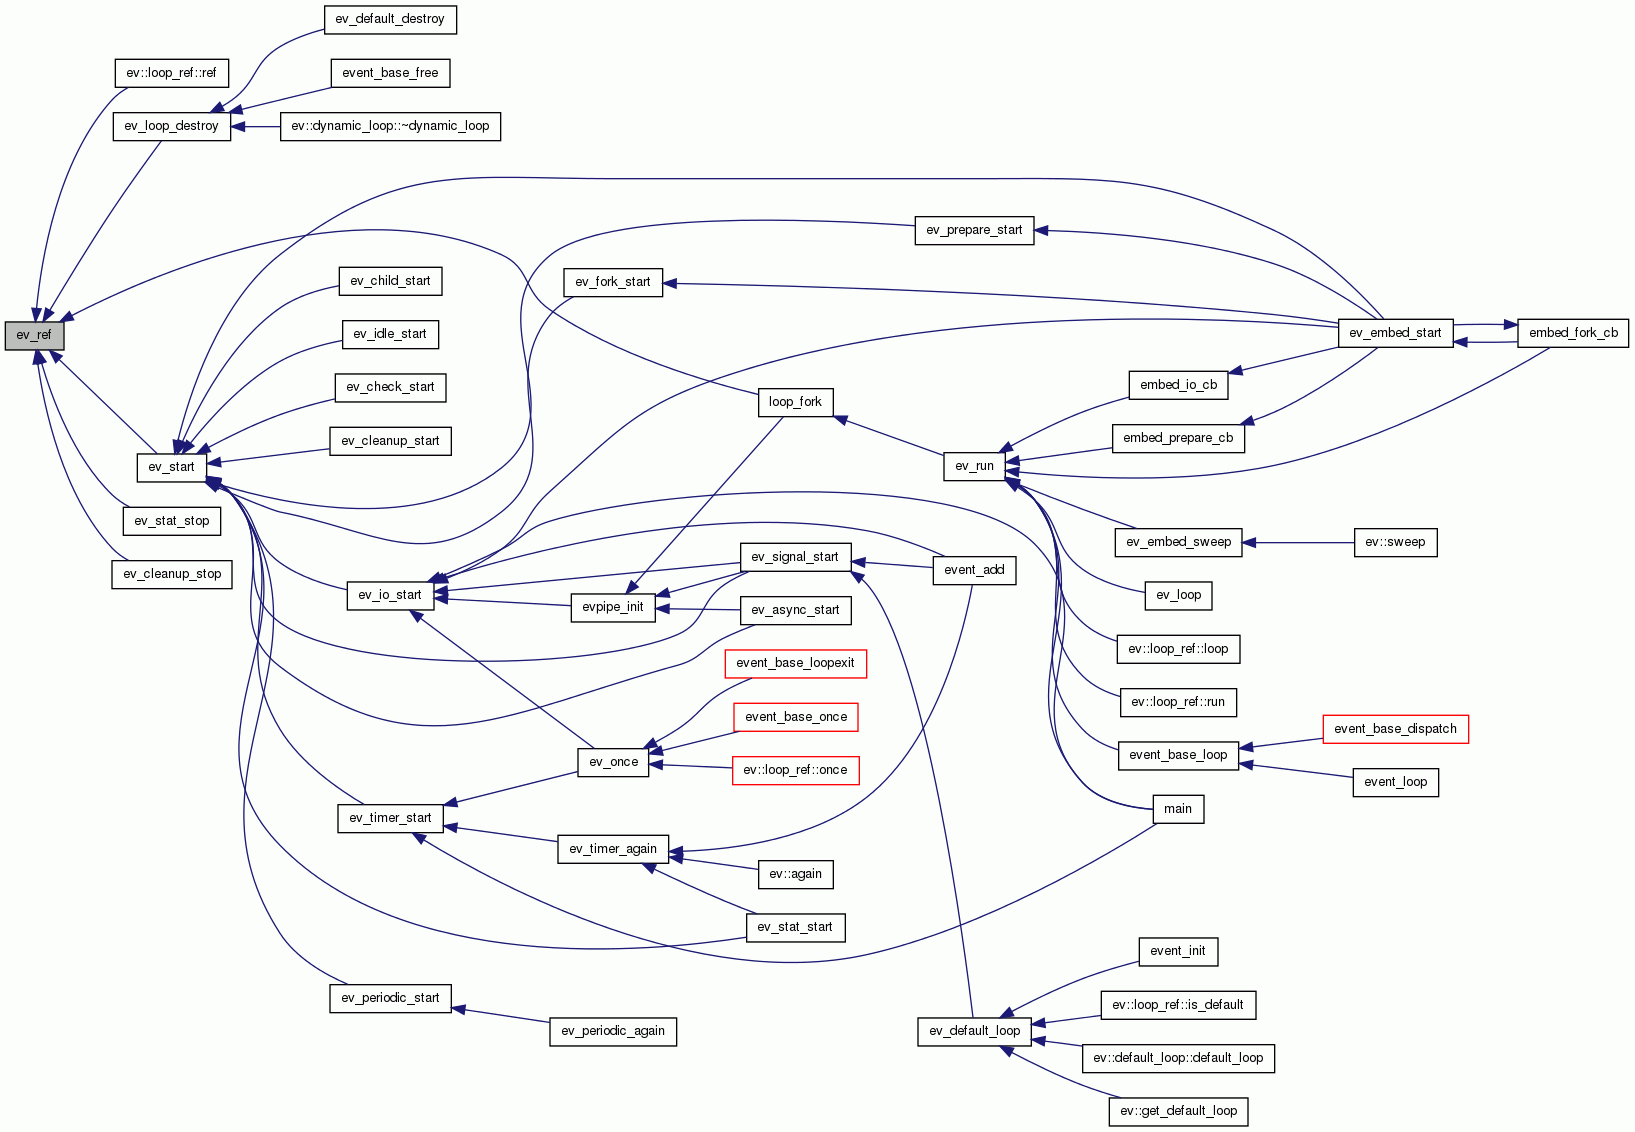 ev_default_destroy
ev::loop_ref::ref
event_base_free
ev_loop_destroy
ev::dynamic_loop::~dynamic_loop
ev_prepare_start
ev_child_start
ev_fork_start
ev_ref
ev_idle_start
ev_embed_start
embed_fork_cb
ev_check_start
embed_io_cb
loop_fork
ev_cleanup_start
embed_prepare_cb
ev_start
ev_run
ev_stat_stop
ev_embed_sweep
ev::sweep
ev_signal_start
ev_cleanup_stop
event_add
ev_io_start
evpipe_init
ev_async_start
ev_loop
ev::loop_ref::loop
event_base_loopexit
ev::loop_ref::run
event_base_once
event_base_dispatch
ev_once
event_base_loop
ev::loop_ref::once
event_loop
main
ev_timer_start
ev_timer_again
ev::again
ev_stat_start
event_init
ev_periodic_start
ev::loop_ref::is_default
ev_periodic_again
ev_default_loop
ev::default_loop::default_loop
ev::get_default_loop